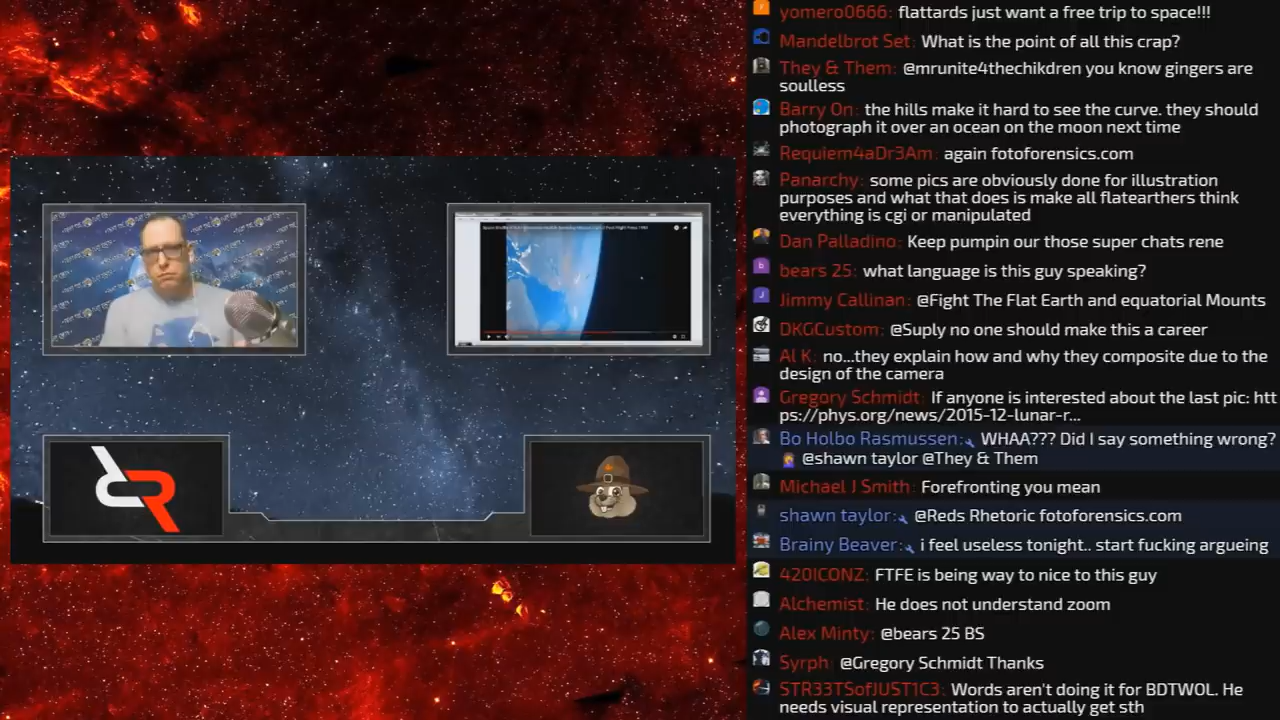 yomero0666: flattards just want a free trip to space!!!
Mandelbrot Set: What is the point of all this crap?
They & Them: @mrunite4thechikdren you know gingers are
soulless
Barry On: the hills make it hard to see the curve. they should
photograph it over an ocean on the moon next time
Requiem4aDr3Am: again fotoforensics.com
Panarchy: some pics are obviously done for illustration
purposes and what that does is make all flatearthers think
everything is cgi or manipulated
Dan Palladino: Keep pumpin our those super chats rene
bears 25: what language is this guy speaking?
Jimmy Callinan: @Fight The Flat Earth and equatorial Mounts
DKGCustom: @Suply no one should make this a career
Al K: no...they explain how and why they composite due to the
design of the camera
Gregory Schmidt: If anyone is interested about the last pic: htt
ps://phys.org/news/2015-12-lunar-r...
Bo Holbo Rasmussen: WHAA??? Did I say something wrong?
@shawn taylor @They & Them
Michael J Smith: Forefronting you mean
shawn taylor: @Reds Rhetoric fotoforensics.com
Brainy Beaver: i feel useless tonight.. start fucking argueing
420ICONZ: FTFE is being way to nice to this guy
Alchemist: He does not understand zoom
Alex Minty: @bears 25 BS
Syrph: @Gregory Schmidt Thanks
STR33TSofJU5T1C3: Words aren't doing it for BDTWOL. He
needs visual representation to actually get sth